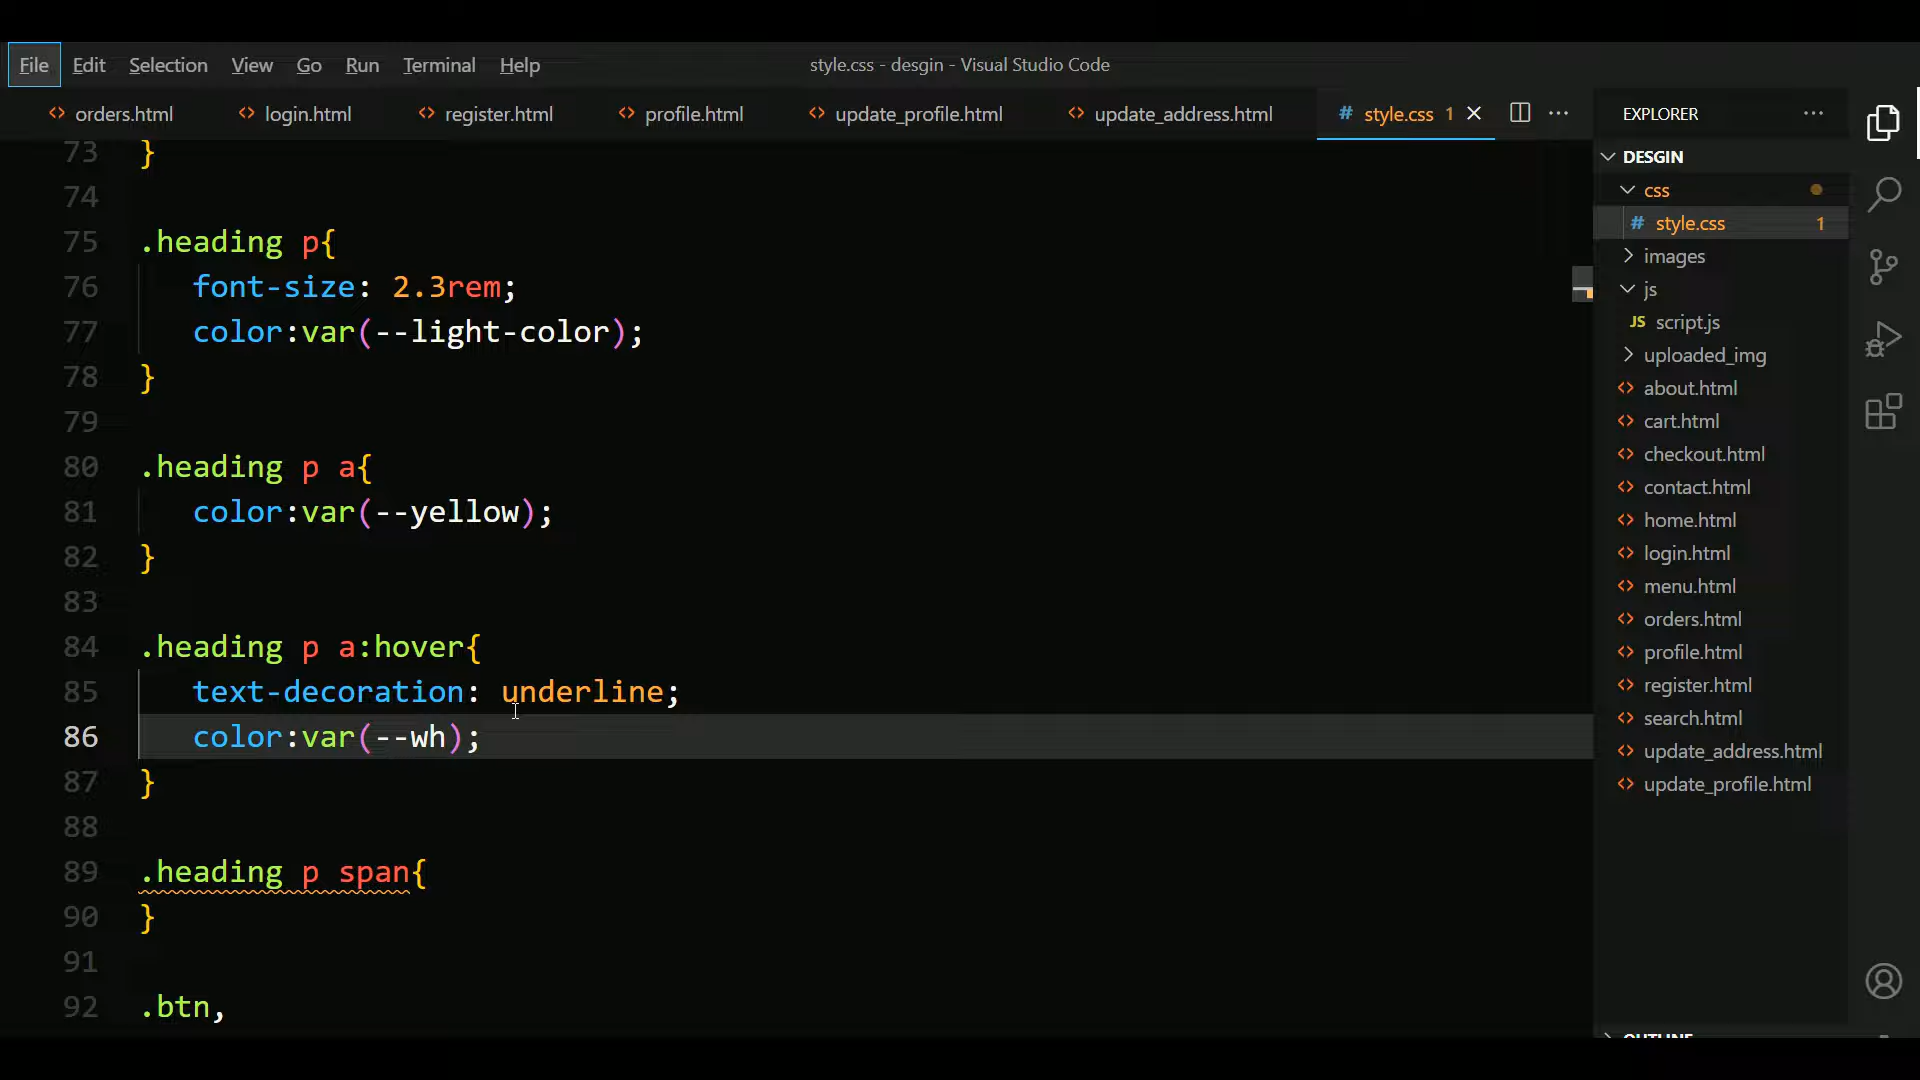 File Edit Selection View Go Run Terminal Help
style.css - desgin - Visual Studio Code
orders.html login.html register.html profile.html update_profile.html update_address.html # style.css 1
73 }
74
75 .heading p{
76 font-size: 2.3rem;
77 color:var(--light-color);
78 }
79
80 .heading p a{
81 color:var(--yellow);
82 }
83
84 .heading p a:hover{
85 text-decoration: underline;
86 color:var(--wh);
87 }
88
89 .heading p span{
90 }
91
92 .btn,
EXPLORER
DESGIN
css
# style.css 1
images
js
JS script.js
uploaded_img
about.html
cart.html
checkout.html
contact.html
home.html
login.html
menu.html
orders.html
profile.html
register.html
search.html
update_address.html
update_profile.html
OUTLINE